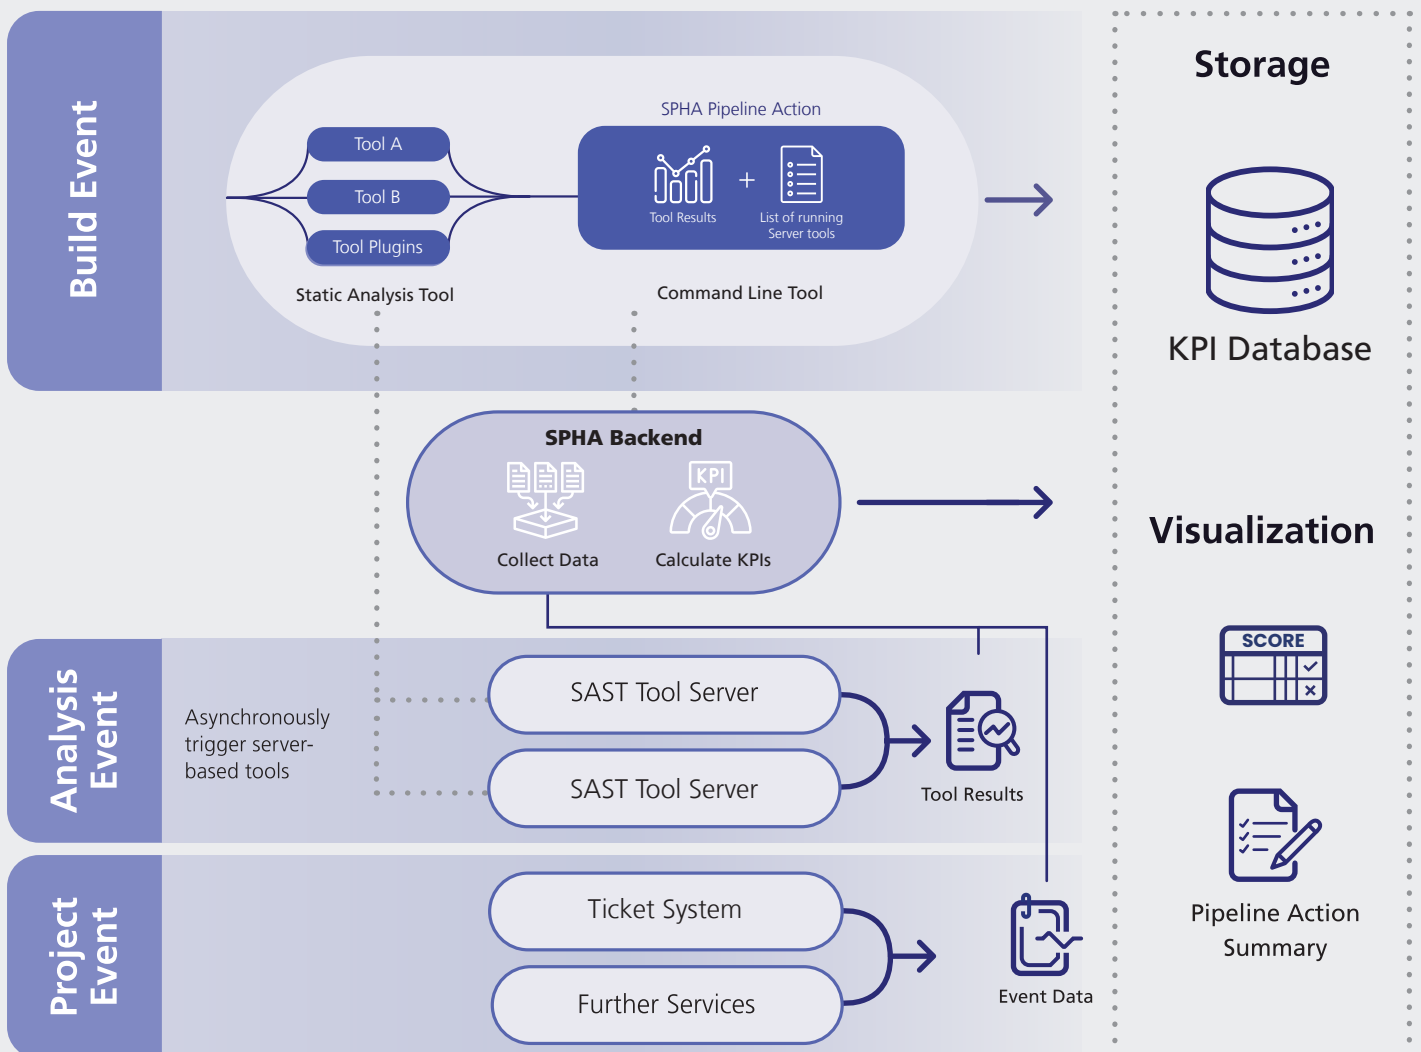 Build Event
Tool A
Tool B
Tool Plugins
Static Analysis Tool
SPHA Pipeline Action
Tool Results
+
List of running
Server tools
Command Line Tool
SPHA Backend
KPI
Collect Data
Calculate KPIs
Analysis
Event
Asynchronously
trigger server-
based tools
SAST Tool Server
SAST Tool Server
Tool Results
Project
Event
Ticket System
Further Services
Event Data
Storage
KPI Database
Visualization
SCORE
Pipeline Action
Summary